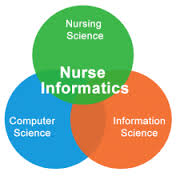 Nursing
Science
Nurse
Informatics
Computer
Science
Information
Science